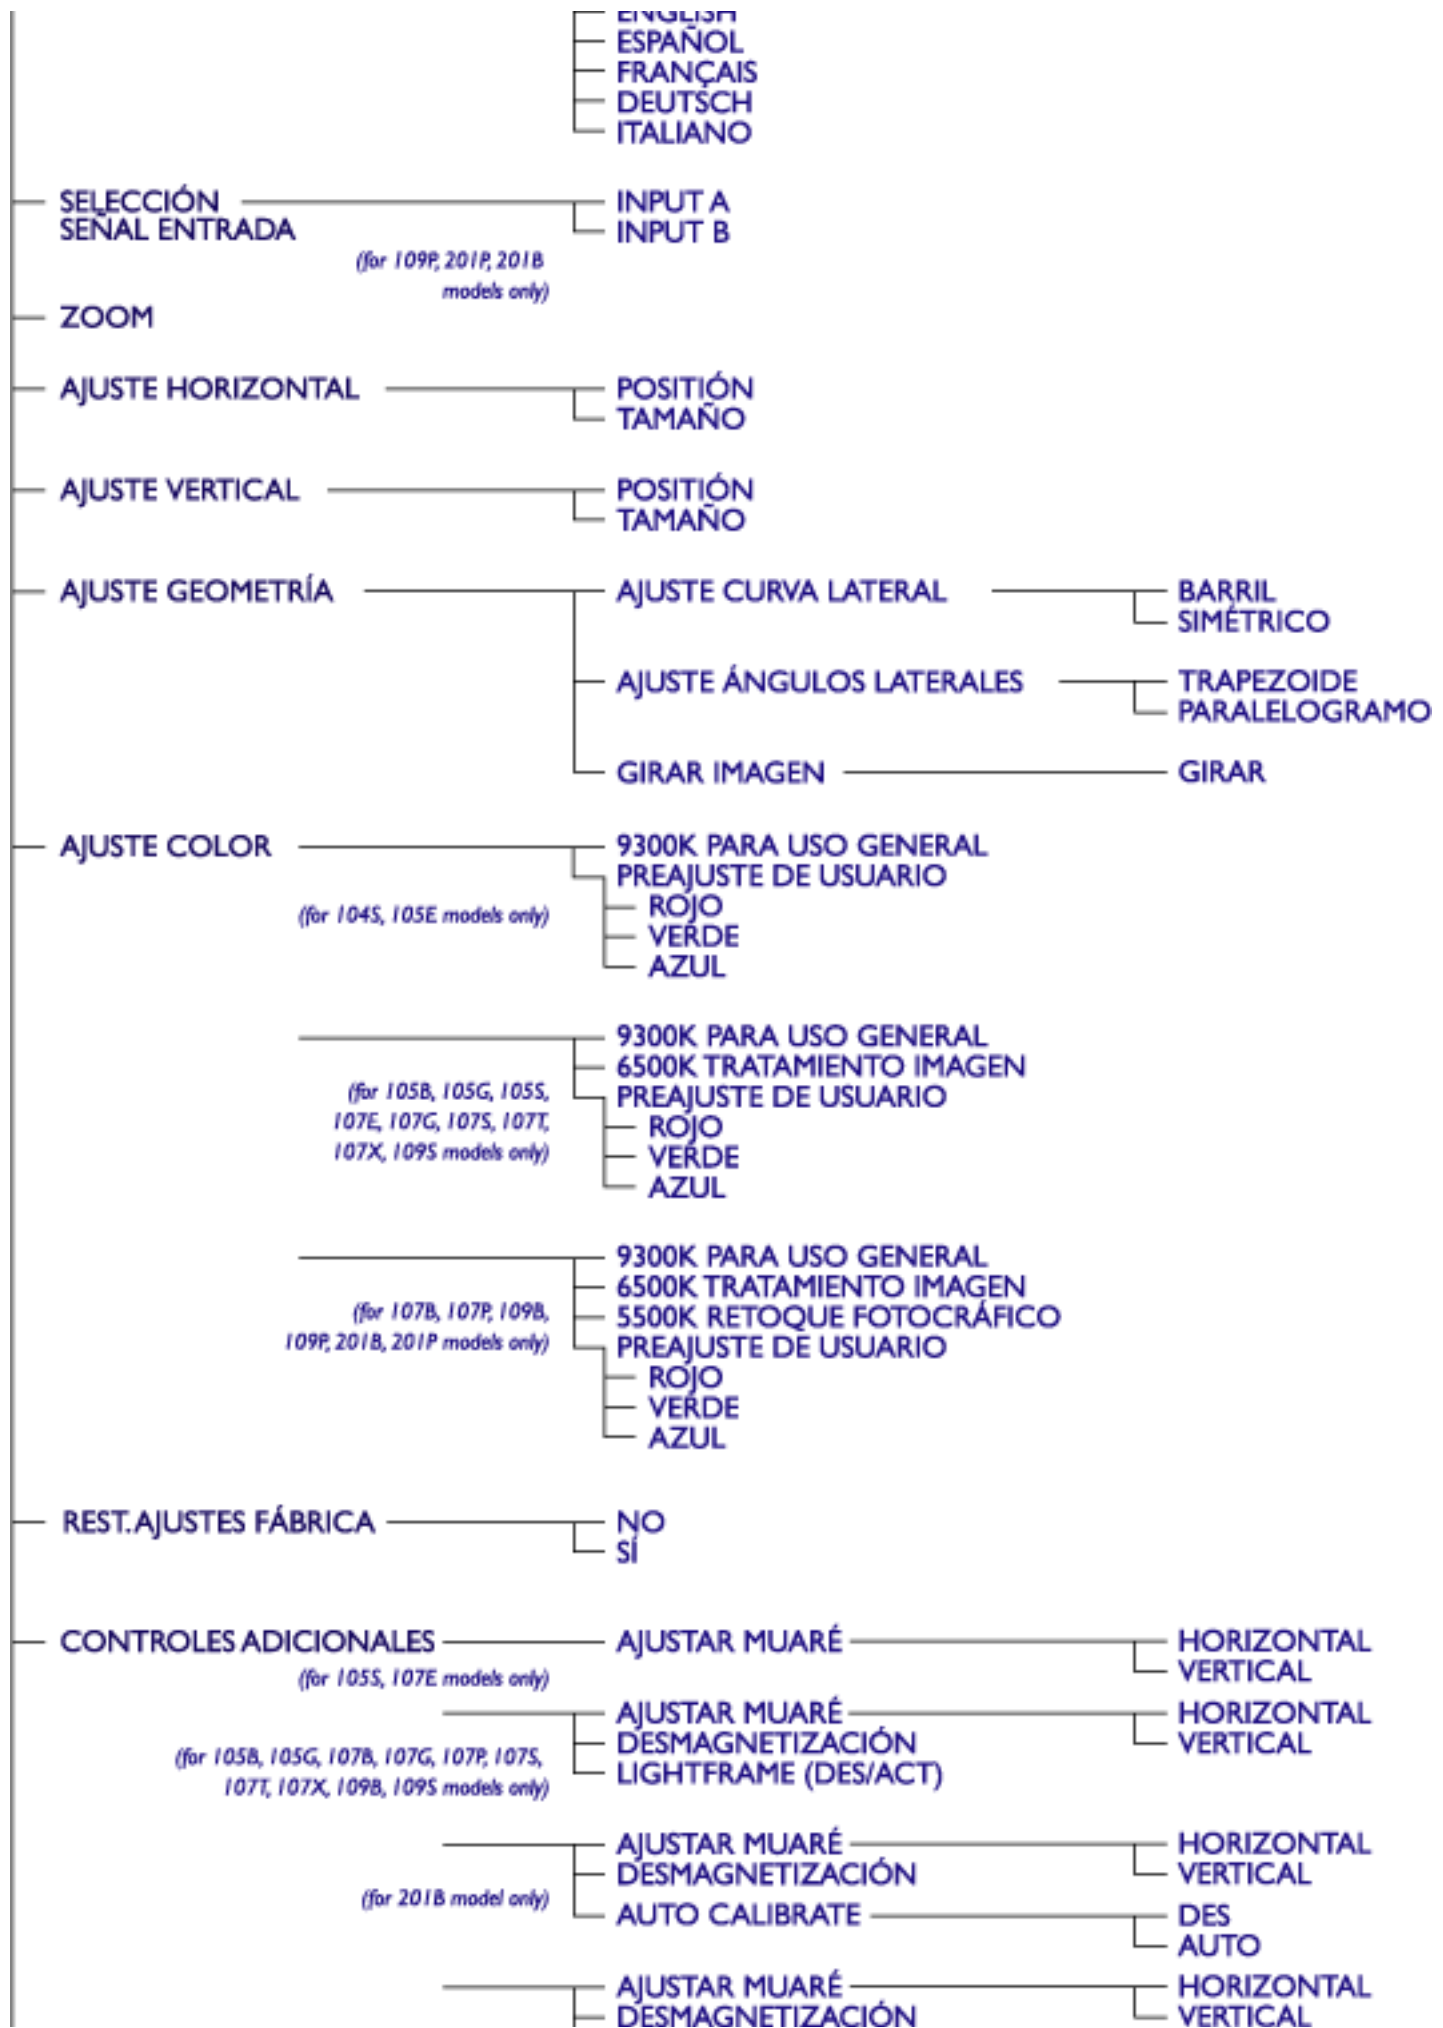 ENGLISH
ESPAÑOL
FRANÇAIS
DEUTSCH
ITALIANO
SELECCIÓN
SEÑAL ENTRADA
INPUT A
INPUT B
(for 109P, 201P, 201B
models only)
ZOOM
AJUSTE HORIZONTAL
POSITIÓN
TAMAÑO
AJUSTE VERTICAL
POSITIÓN
TAMAÑO
AJUSTE GEOMETRÍA
AJUSTE CURVA LATERAL
BARRIL
SIMÉTRICO
AJUSTE ÁNGULOS LATERALES
TRAPEZOIDE
PARALELOGRAMO
GIRAR IMAGEN
GIRAR
AJUSTE COLOR
(for 104S, 105E models only)
9300K PARA USO GENERAL
PREAJUSTE DE USUARIO
ROJO
VERDE
AZUL
(for 105B, 105G, 105S,
107E, 107G, 107S, 107T,
107X, 109S models only)
9300K PARA USO GENERAL
6500K TRATAMIENTO IMAGEN
PREAJUSTE DE USUARIO
ROJO
VERDE
AZUL
(for 107B, 107P, 109B,
109P, 201B, 201P models only)
9300K PARA USO GENERAL
6500K TRATAMIENTO IMAGEN
5500K RETOQUE FOTOCRÁFICO
PREAJUSTE DE USUARIO
ROJO
VERDE
AZUL
REST. AJUSTES FÁBRICA
NO
SÍ
CONTROLES ADICIONALES
(for 105S, 107E models only)
AJUSTAR MUARÉ
HORIZONTAL
VERTICAL
(for 105B, 105G, 107B, 107G, 107P, 107S,
107T, 107X, 109B, 109S models only)
AJUSTAR MUARÉ
DESMAGNETIZACIÓN
LIGHTFRAME (DES/ACT)
HORIZONTAL
VERTICAL
(for 201B model only)
AJUSTAR MUARÉ
DESMAGNETIZACIÓN
HORIZONTAL
VERTICAL
AUTO CALIBRATE
DES
AUTO
AJUSTAR MUARÉ
DESMAGNETIZACIÓN
HORIZONTAL
VERTICAL